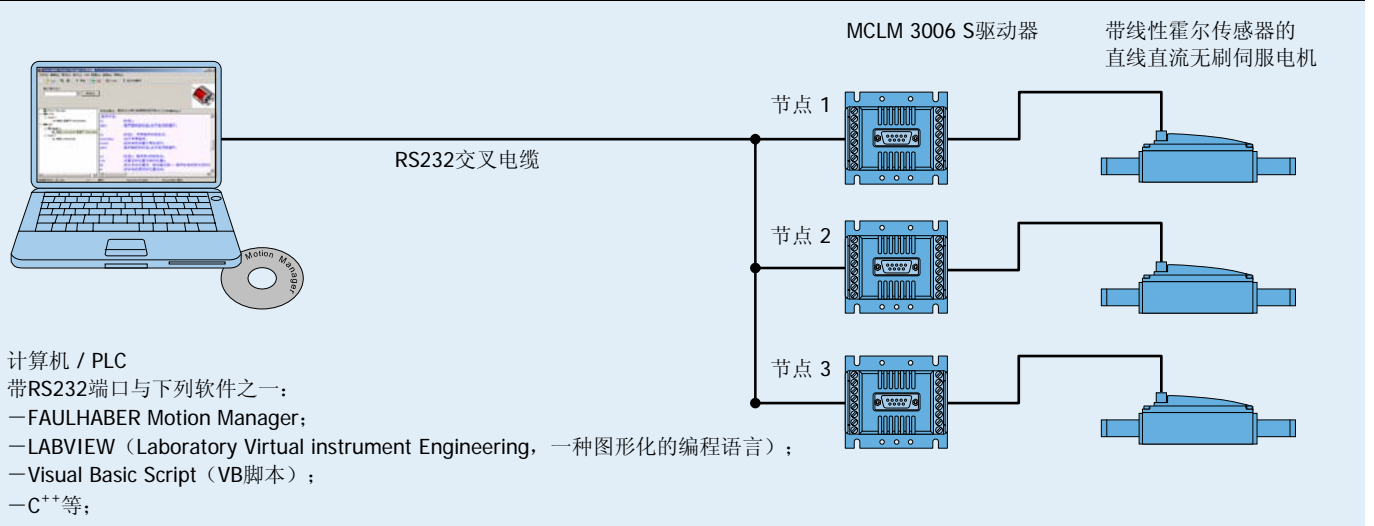 MCLM 3006 S驱动器
带线性霍尔传感器的
直线直流无刷伺服电机
节点 1
RS232交叉电缆
节点 2
Motion Manager
节点 3
计算机 / PLC
带RS232端口与下列软件之一：
－FAULHABER Motion Manager；
－LABVIEW（Laboratory Virtual instrument Engineering，一种图形化的编程语言）；
－Visual Basic Script（VB脚本）；
－C⁺⁺等；